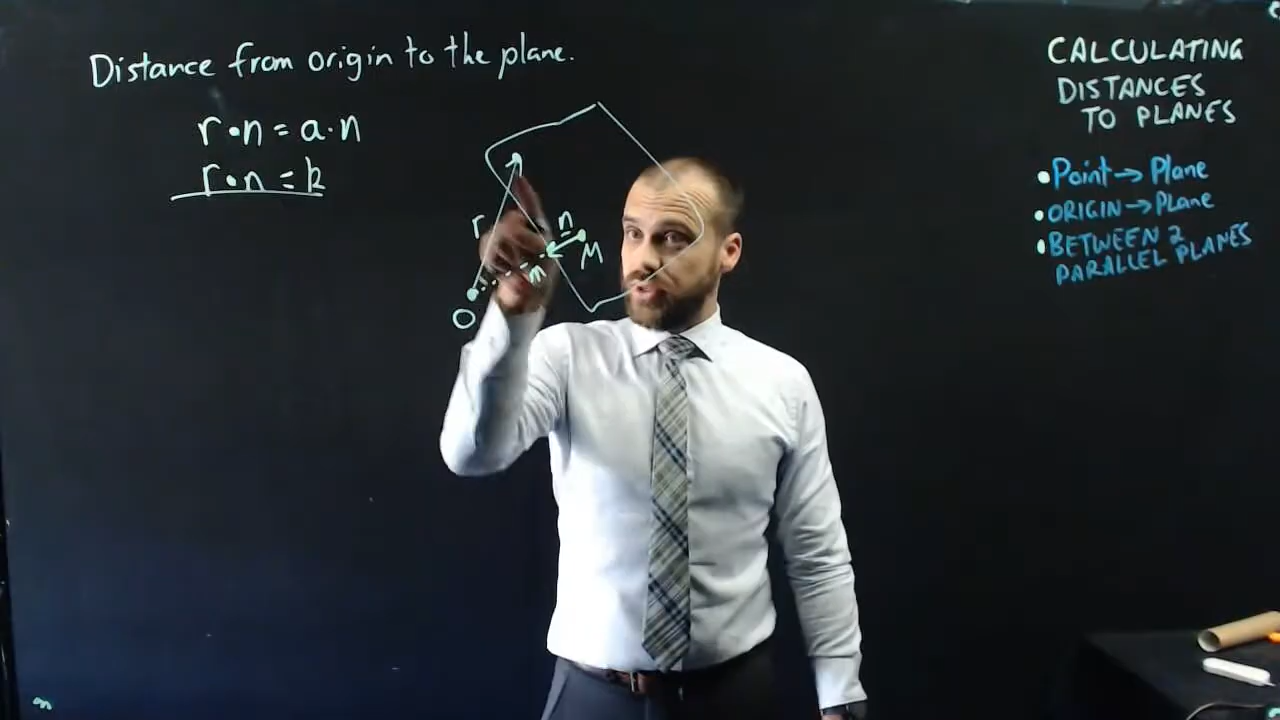 Distance from origin to the plane.
r•n = a•n
r•n = k
r
n
M
m
O
CALCULATING
DISTANCES
TO PLANES
•Point→Plane
•ORIGIN→Plane
•BETWEEN 2
PARALLEL PLANES